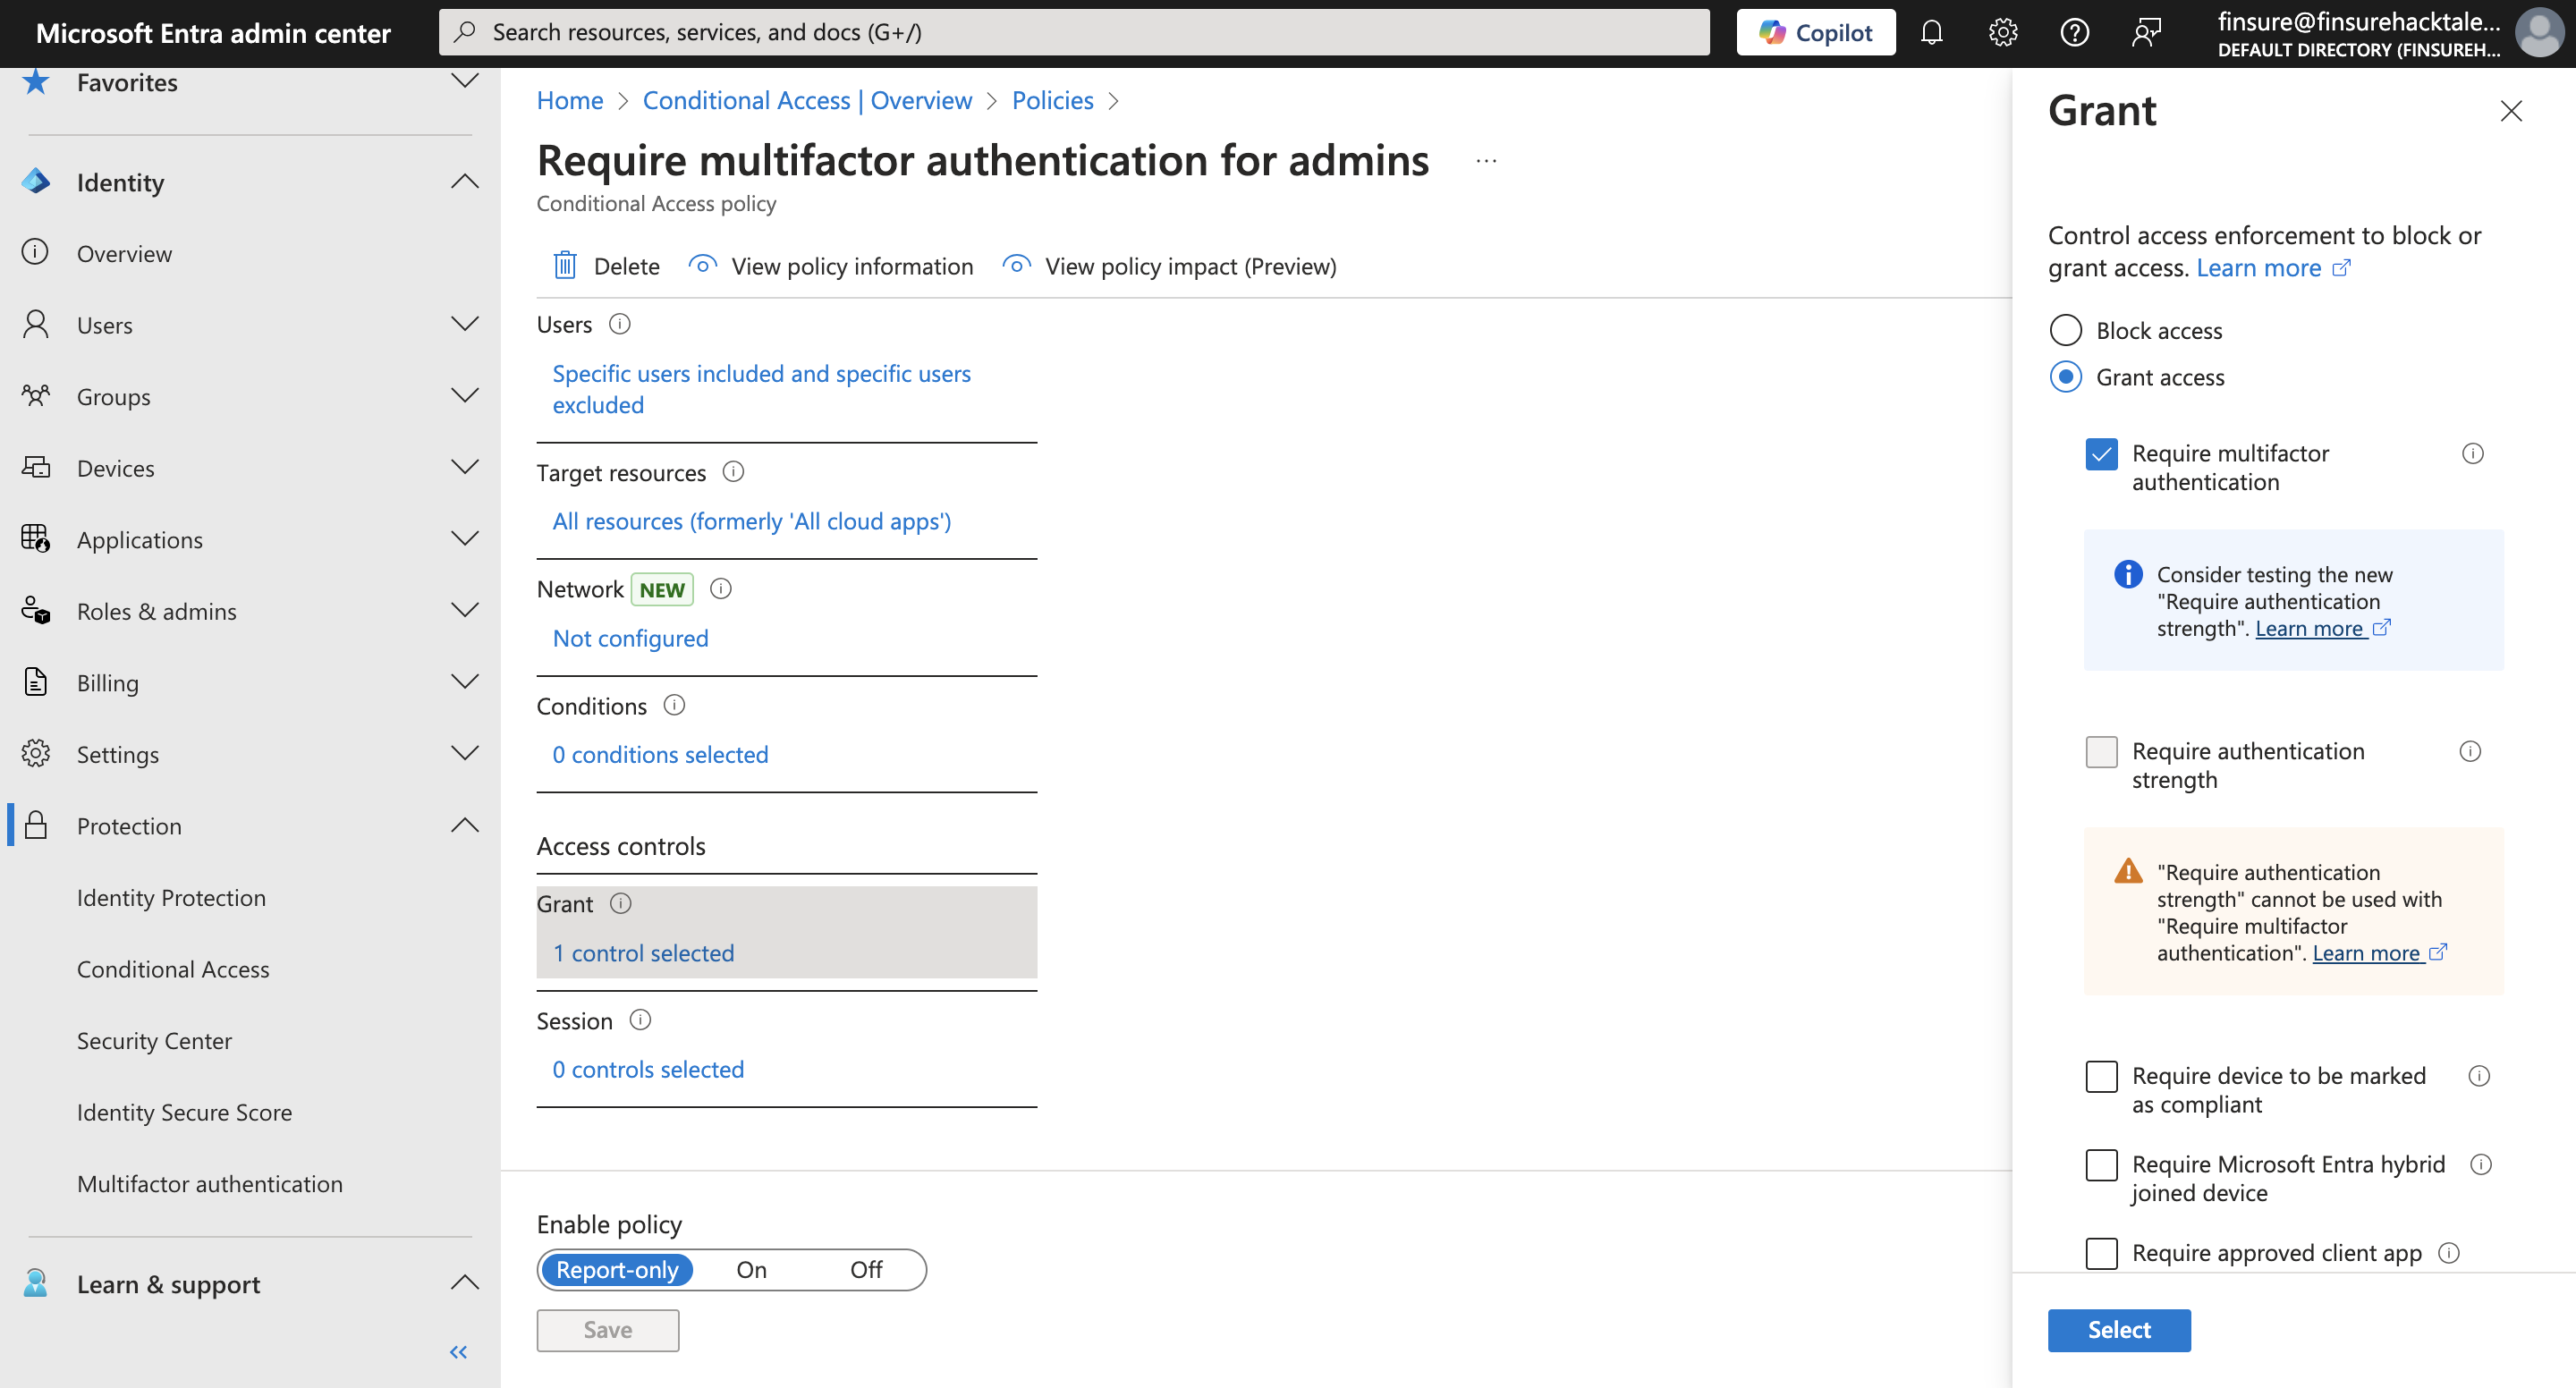 Microsoft Entra admin center
Search resources, services, and docs (G+/)
Copilot
finsure@finsurehacktale...
DEFAULT DIRECTORY (FINSUREH...
Favorites
Identity
Overview
Users
Groups
Devices
Applications
Roles & admins
Billing
Settings
Protection
Identity Protection
Conditional Access
Security Center
Identity Secure Score
Multifactor authentication
Learn & support
Home > Conditional Access | Overview > Policies >
Require multifactor authentication for admins ...
Conditional Access policy
Delete View policy information View policy impact (Preview)
Users
Specific users included and specific users
excluded
Target resources
All resources (formerly 'All cloud apps')
Network NEW
Not configured
Conditions
0 conditions selected
Access controls
Grant
1 control selected
Session
0 controls selected
Enable policy
Report-only On Off
Save
Grant
Control access enforcement to block or
grant access. Learn more
Block access
Grant access
Require multifactor
authentication
Consider testing the new
"Require authentication
strength". Learn more
Require authentication
strength
"Require authentication
strength" cannot be used with
"Require multifactor
authentication". Learn more
Require device to be marked
as compliant
Require Microsoft Entra hybrid
joined device
Require approved client app
Select